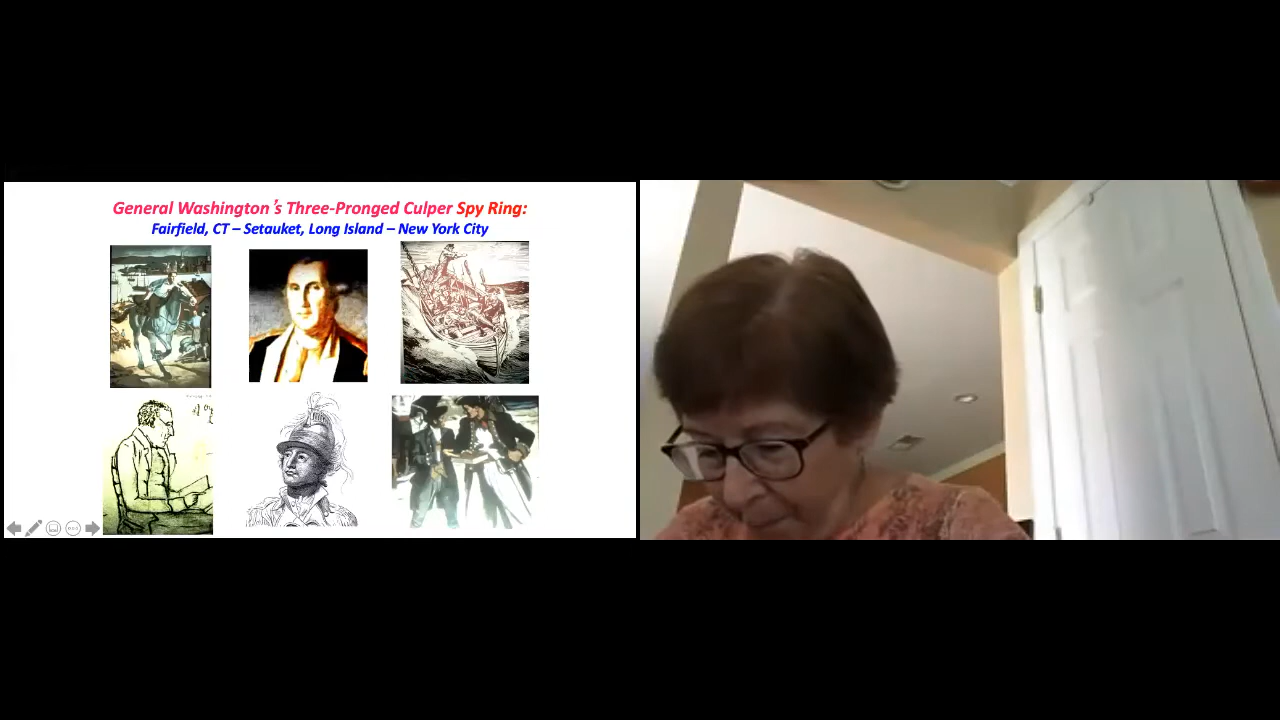 General Washington's Three-Pronged Culper Spy Ring:
Fairfield, CT – Setauket, Long Island – New York City